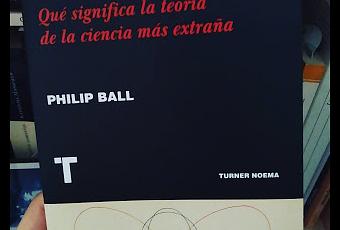 Qué significa la teoría
de la ciencia más extraña
PHILIP BALL
T
TURNER NOEMA